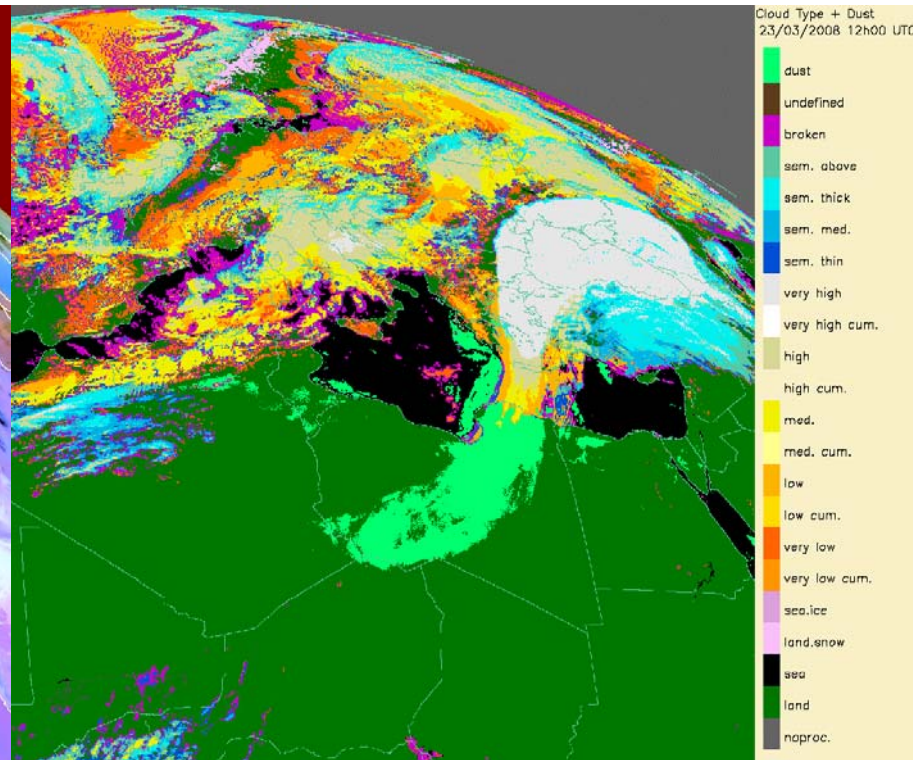 Cloud Type + Dust
23/03/2008 12h00 UTC
dust
undefined
broken
sem. above
sem. thick
sem. med.
sem. thin
very high
very high cum.
high
high cum.
med.
med. cum.
low
low cum.
very low
very low cum.
sea.ice
land.snow
sea
land
noproc.